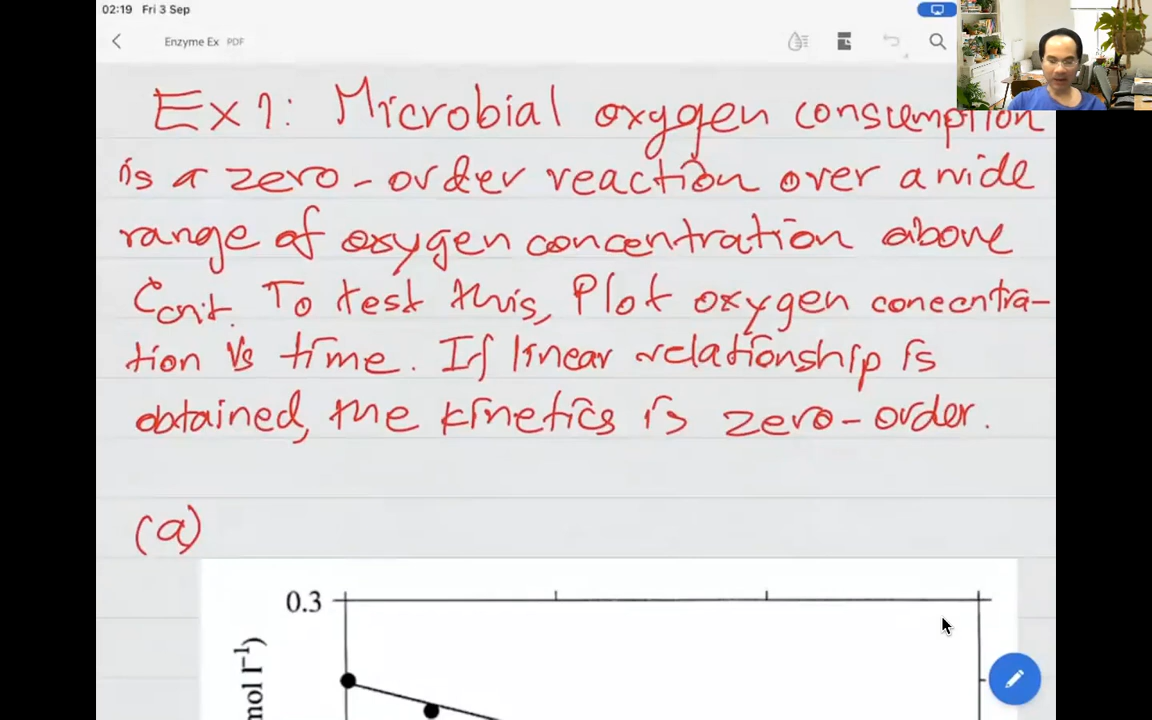 02:19 Fri 3 Sep
Enzyme Ex PDF
Ex 1: Microbial oxygen consumption
is a zero-order reaction over a wide
range of oxygen concentration above
Ccrit. To test this, Plot oxygen concentra-
tion Vs time. If linear relationship is
obtained, the kinetics is zero-order.
(a)
0.3
mol l⁻¹)